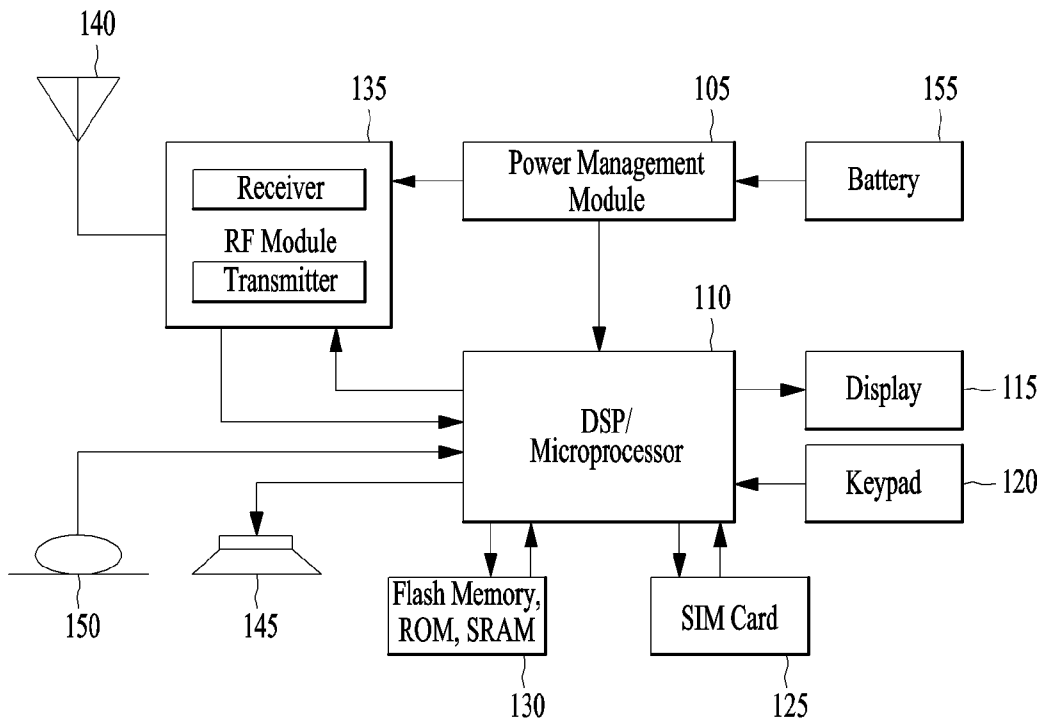 140
135
105
155
Receiver
RF Module
Transmitter
Power Management
Module
Battery
110
DSP/
Microprocessor
Display
115
Keypad
120
150
145
Flash Memory,
ROM, SRAM
130
SIM Card
125